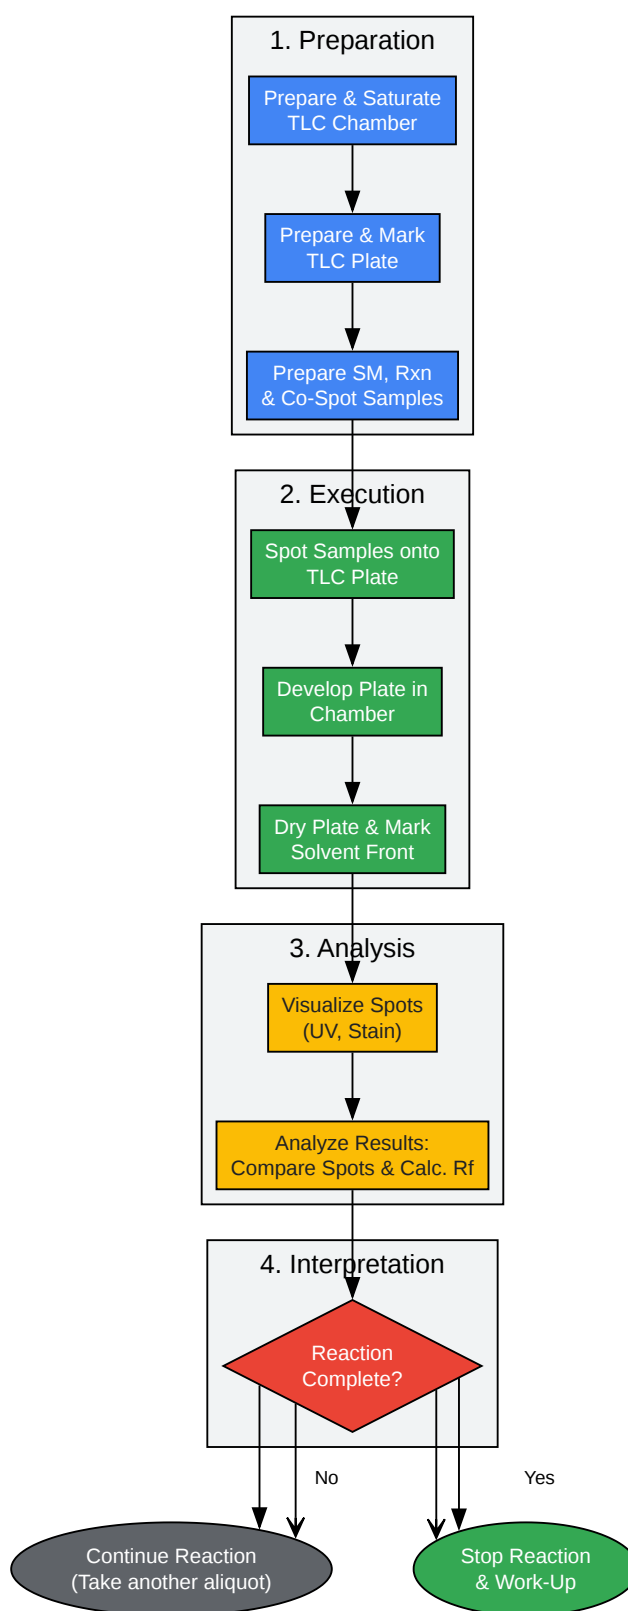 1. Preparation
Prepare & Saturate
TLC Chamber
Prepare & Mark
TLC Plate
Prepare SM, Rxn
& Co-Spot Samples
2. Execution
Spot Samples onto
TLC Plate
Develop Plate in
Chamber
Dry Plate & Mark
Solvent Front
3. Analysis
Visualize Spots
(UV, Stain)
Analyze Results:
Compare Spots & Calc. Rf
4. Interpretation
Reaction
Complete?
No
Yes
Continue Reaction
(Take another aliquot)
Stop Reaction
& Work-Up